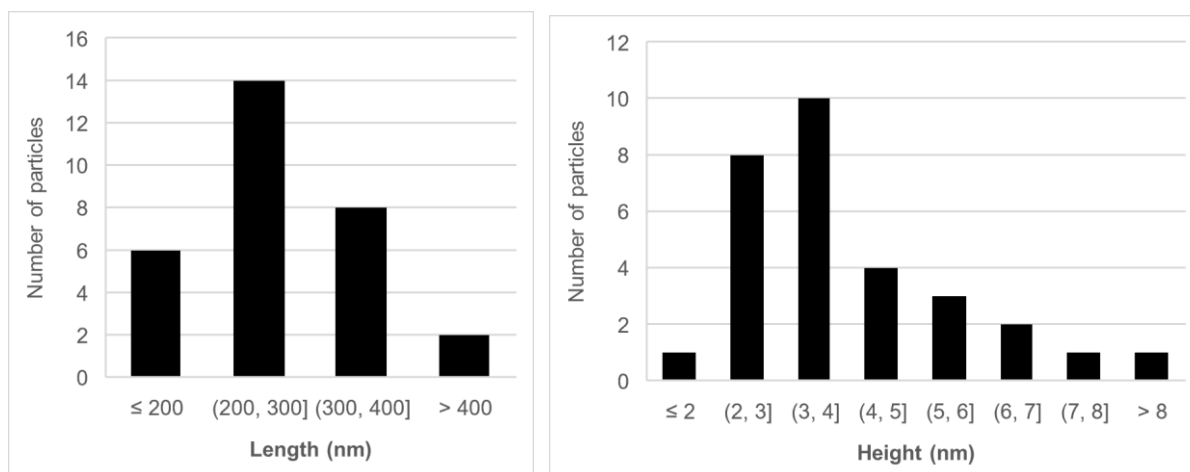 Number of particles
16
14
12
10
8
6
4
2
0
≤ 200 (200, 300] (300, 400] > 400
Length (nm)
Number of particles
12
10
8
6
4
2
0
≤ 2 (2, 3] (3, 4] (4, 5] (5, 6] (6, 7] (7, 8] > 8
Height (nm)